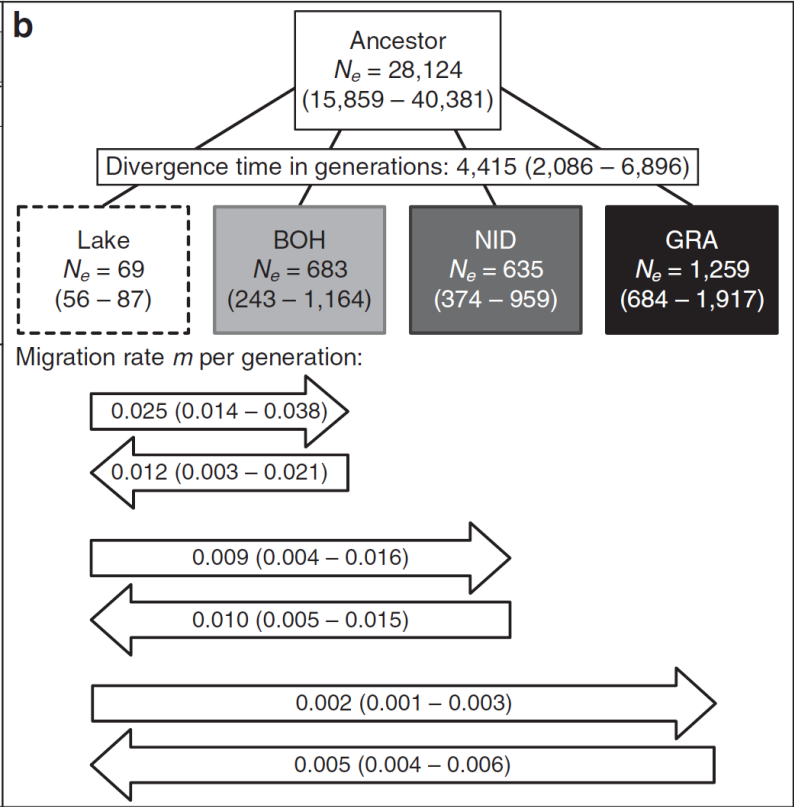 b
Ancestor
Ne = 28,124
(15,859 – 40,381)
Divergence time in generations: 4,415 (2,086 – 6,896)
Lake
Ne = 69
(56 – 87)
BOH
Ne = 683
(243 – 1,164)
NID
Ne = 635
(374 – 959)
GRA
Ne = 1,259
(684 – 1,917)
Migration rate m per generation:
0.025 (0.014 – 0.038)
0.012 (0.003 – 0.021)
0.009 (0.004 – 0.016)
0.010 (0.005 – 0.015)
0.002 (0.001 – 0.003)
0.005 (0.004 – 0.006)